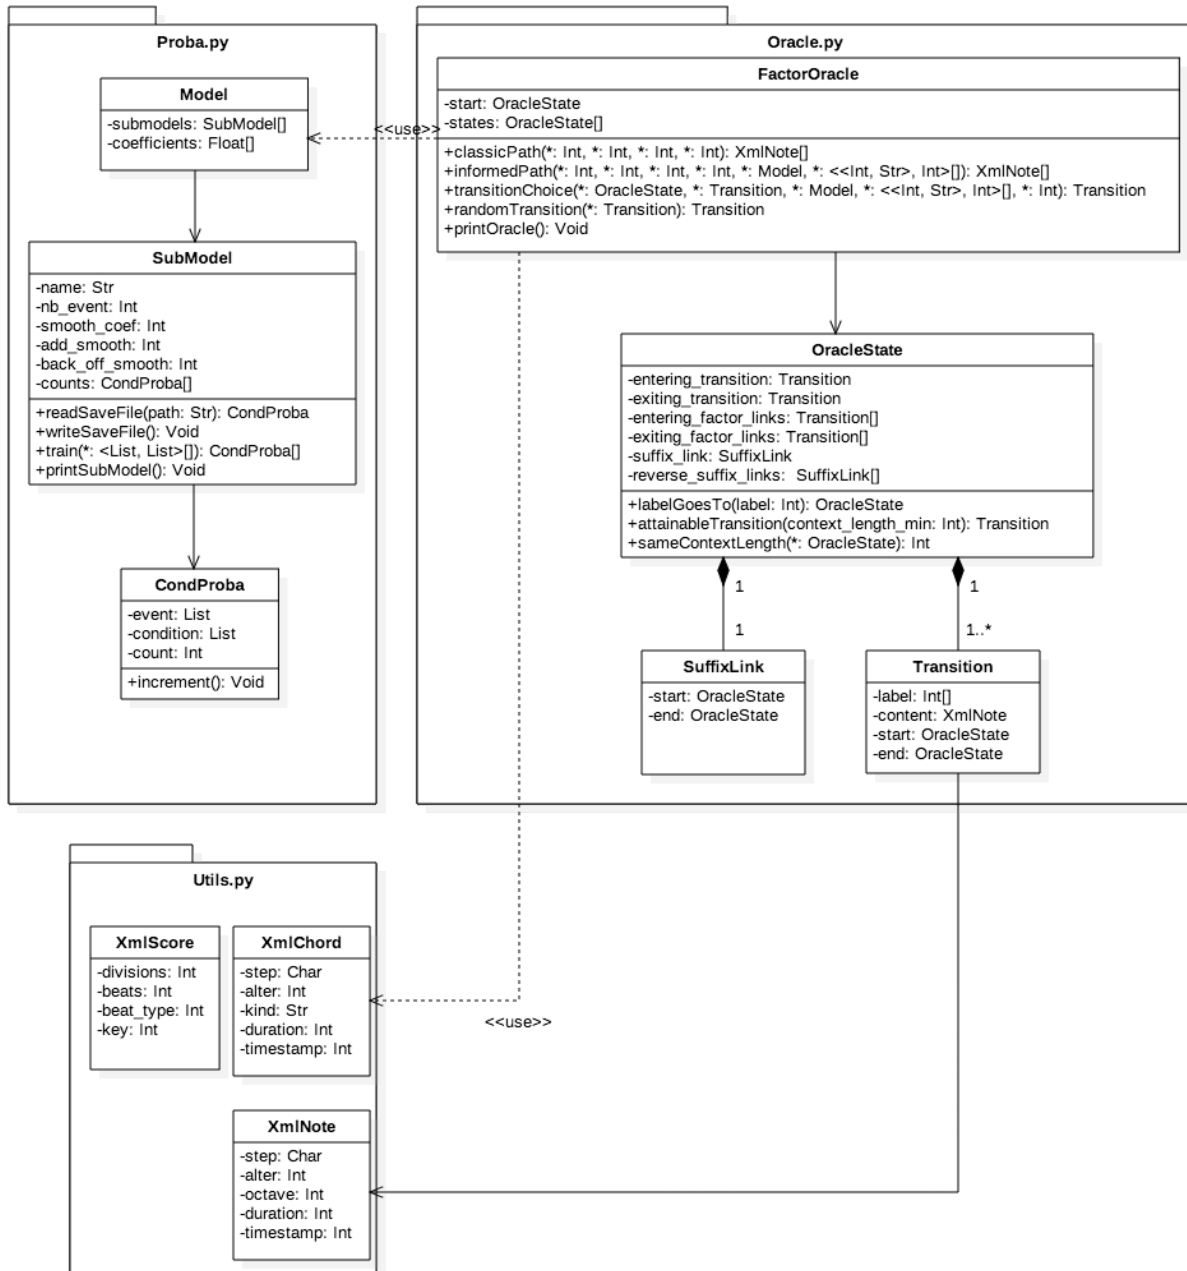 Proba.py
Model
-submodels: SubModel[]
-coefficients: Float[]
SubModel
-name: Str
-nb_event: Int
-smooth_coef: Int
-add_smooth: Int
-back_off_smooth: Int
-counts: CondProba[]
+readSaveFile(path: Str): CondProba
+writeSaveFile(): Void
+train(*: <List, List>[]): CondProba[]
+printSubModel(): Void
CondProba
-event: List
-condition: List
-count: Int
+increment(): Void
<<use>>
Oracle.py
FactorOracle
-start: OracleState
-states: OracleState[]
+classicPath(*: Int, *: Int, *: Int, *: Int): XmlNote[]
+informedPath(*: Int, *: Int, *: Int, *: Int, *: Model, *: <<Int, Str>, Int>[]): XmlNote[]
+transitionChoice(*: OracleState, *: Transition, *: Model, *: <<Int, Str>, Int>[], *: Int): Transition
+randomTransition(*: Transition): Transition
+printOracle(): Void
OracleState
-entering_transition: Transition
-exiting_transition: Transition
-entering_factor_links: Transition[]
-exiting_factor_links: Transition[]
-suffix_link: SuffixLink
-reverse_suffix_links: SuffixLink[]
+labelGoesTo(label: Int): OracleState
+attainableTransition(context_length_min: Int): Transition
+sameContextLength(*: OracleState): Int
1
1
1
1..*
SuffixLink
-start: OracleState
-end: OracleState
Transition
-label: Int[]
-content: XmlNote
-start: OracleState
-end: OracleState
Utils.py
XmlScore
-divisions: Int
-beats: Int
-beat_type: Int
-key: Int
XmlChord
-step: Char
-alter: Int
-kind: Str
-duration: Int
-timestamp: Int
<<use>>
XmlNote
-step: Char
-alter: Int
-octave: Int
-duration: Int
-timestamp: Int